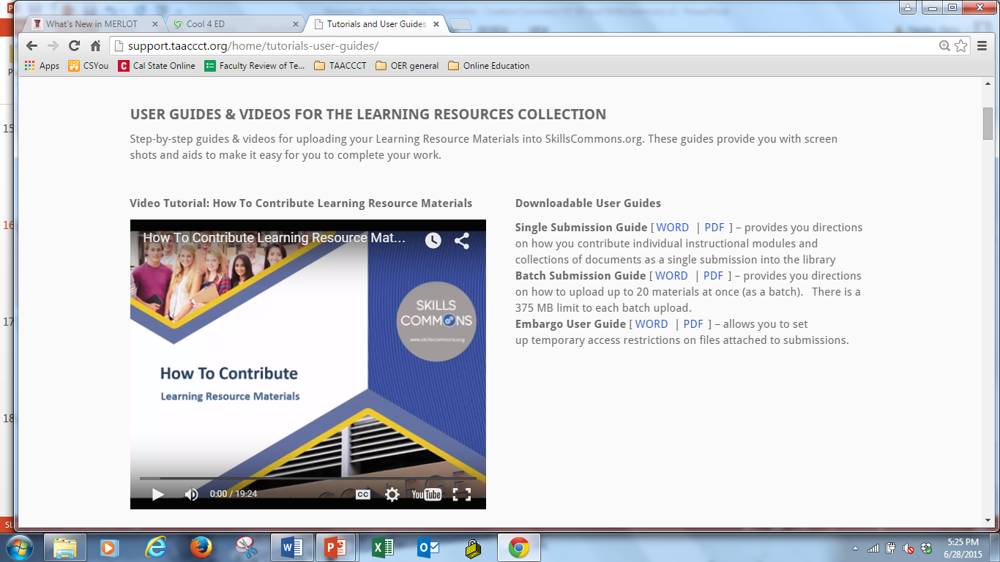 What's New in MERLOT
Cool 4 ED
Tutorials and User Guides
support.taaccct.org/home/tutorials-user-guides/
Apps CSYou Cal State Online Faculty Review of Te... TAACCCT OER general Online Education
USER GUIDES & VIDEOS FOR THE LEARNING RESOURCES COLLECTION
Step-by-step guides & videos for uploading your Learning Resource Materials into SkillsCommons.org. These guides provide you with screen
shots and aids to make it easy for you to complete your work.
Video Tutorial: How To Contribute Learning Resource Materials
How To Contribute Learning Resource Mat...
SKILLS
COMMONS
www.skillscommons.org
How To Contribute
Learning Resource Materials
COLLEGE
0:00 / 19:24
CC
YouTube
Downloadable User Guides
Single Submission Guide [ WORD | PDF ] – provides you directions
on how you contribute individual instructional modules and
collections of documents as a single submission into the library
Batch Submission Guide [ WORD | PDF ] – provides you directions
on how to upload up to 20 materials at once (as a batch). There is a
375 MB limit to each batch upload.
Embargo User Guide [ WORD | PDF ] – allows you to set
up temporary access restrictions on files attached to submissions.
15
16
17
18
SL
5:25 PM
6/28/2015